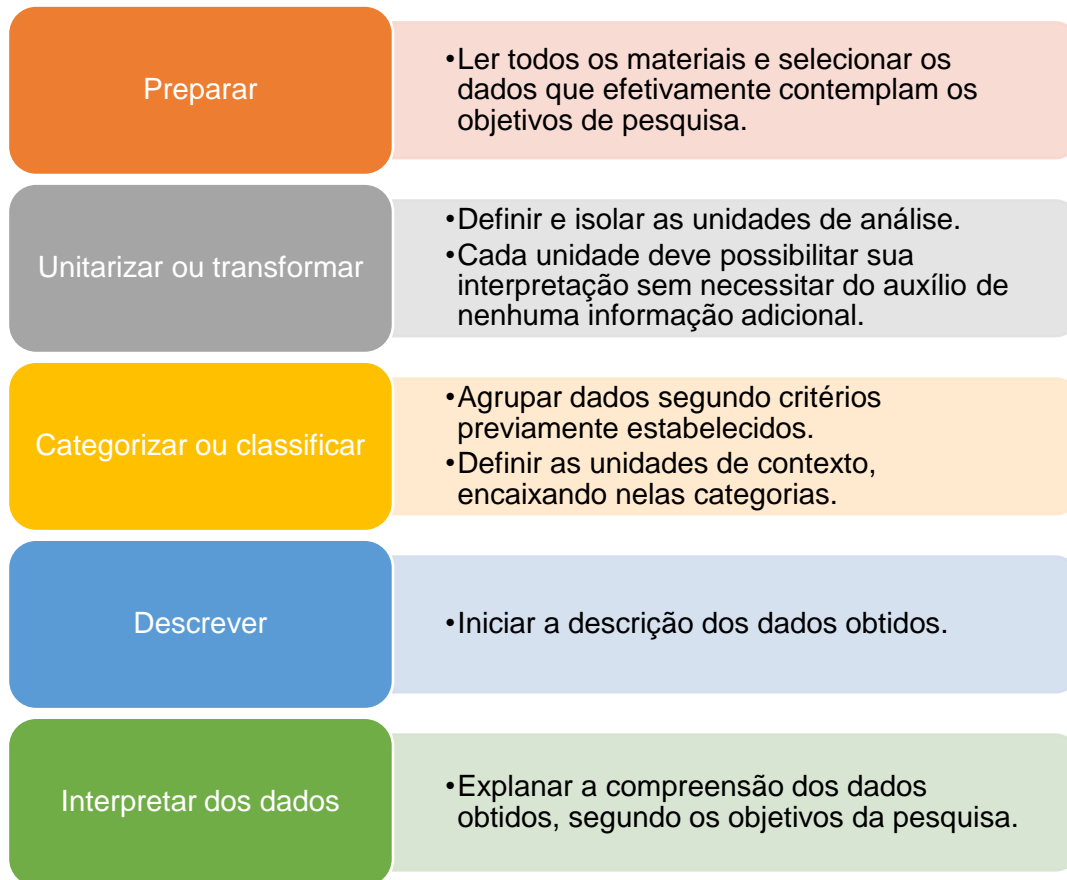 Preparar
•Ler todos os materiais e selecionar os
dados que efetivamente contemplam os
objetivos de pesquisa.
Unitarizar ou transformar
•Definir e isolar as unidades de análise.
•Cada unidade deve possibilitar sua
interpretação sem necessitar do auxílio de
nenhuma informação adicional.
Categorizar ou classificar
•Agrupar dados segundo critérios
previamente estabelecidos.
•Definir as unidades de contexto,
encaixando nelas categorias.
Descrever
•Iniciar a descrição dos dados obtidos.
Interpretar dos dados
•Explanar a compreensão dos dados
obtidos, segundo os objetivos da pesquisa.